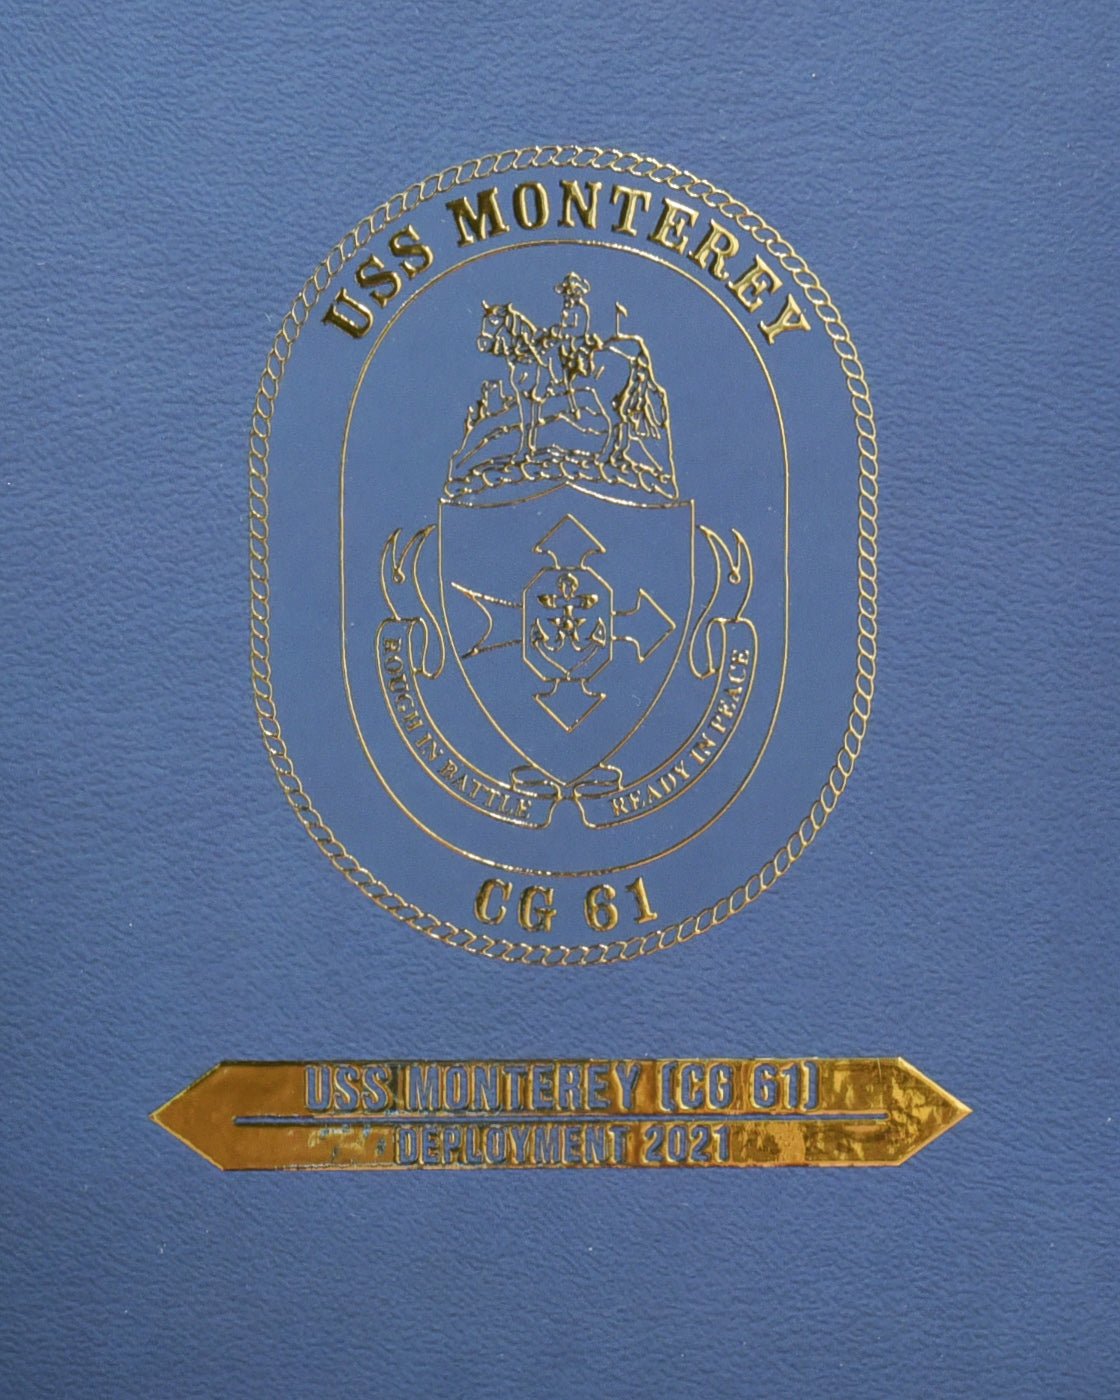 USS MONTEREY
ROUGH IN BATTLE
READY IN PEACE
CG 61
USS MONTEREY (CG 61)
DEPLOYMENT 2021